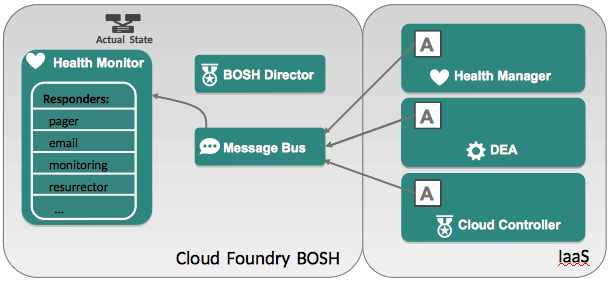 Actual State
Health Monitor
Responders:
pager
email
monitoring
resurrector
...
BOSH Director
Message Bus
Cloud Foundry BOSH
A
Health Manager
A
DEA
A
Cloud Controller
IaaS